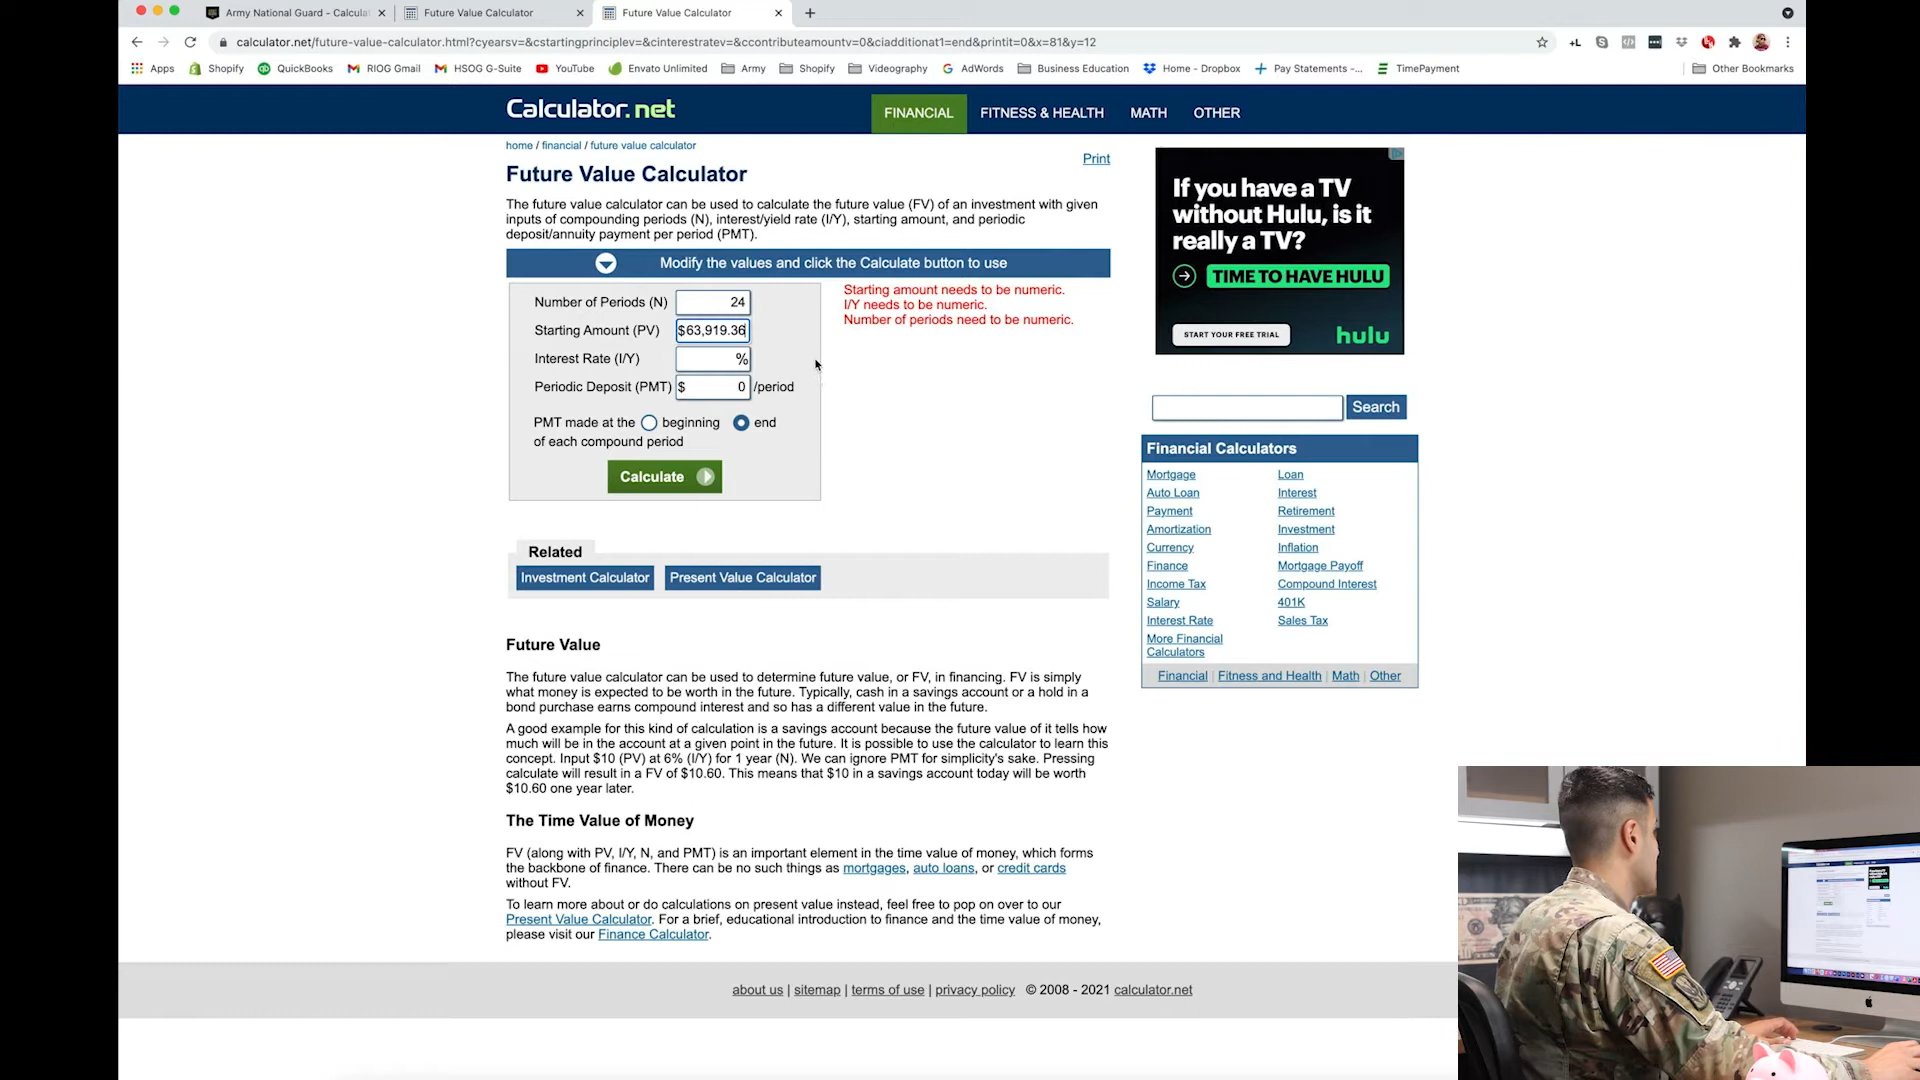 Army National Guard - Calcula
Future Value Calculator
Future Value Calculator
calculator.net/future-value-calculator.html?cyearsv=&cstartingprinciplev=&cinterestratev=&ccontributeamountv=0&ciadditionat1=end&printit=0&x=81&y=12
Apps
Shopify
QuickBooks
RIOG Gmail
HSOG G-Suite
YouTube
Envato Unlimited
Army
Shopify
Videography
AdWords
Business Education
Home - Dropbox
Pay Statements -...
TimePayment
Other Bookmarks
Calculator.net
FINANCIAL
FITNESS & HEALTH
MATH
OTHER
home / financial / future value calculator
Print
Future Value Calculator
The future value calculator can be used to calculate the future value (FV) of an investment with given
inputs of compounding periods (N), interest/yield rate (I/Y), starting amount, and periodic
deposit/annuity payment per period (PMT).
Modify the values and click the Calculate button to use
Number of Periods (N) 24
Starting Amount (PV) $63,919.36
Interest Rate (I/Y) %
Periodic Deposit (PMT) $ 0 /period
PMT made at the beginning end
of each compound period
Calculate
Starting amount needs to be numeric.
I/Y needs to be numeric.
Number of periods need to be numeric.
Related
Investment Calculator
Present Value Calculator
Future Value
The future value calculator can be used to determine future value, or FV, in financing. FV is simply
what money is expected to be worth in the future. Typically, cash in a savings account or a hold in a
bond purchase earns compound interest and so has a different value in the future.
A good example for this kind of calculation is a savings account because the future value of it tells how
much will be in the account at a given point in the future. It is possible to use the calculator to learn this
concept. Input $10 (PV) at 6% (I/Y) for 1 year (N). We can ignore PMT for simplicity's sake. Pressing
calculate will result in a FV of $10.60. This means that $10 in a savings account today will be worth
$10.60 one year later.
The Time Value of Money
FV (along with PV, I/Y, N, and PMT) is an important element in the time value of money, which forms
the backbone of finance. There can be no such things as mortgages, auto loans, or credit cards
without FV.
To learn more about or do calculations on present value instead, feel free to pop on over to our
Present Value Calculator. For a brief, educational introduction to finance and the time value of money,
please visit our Finance Calculator.
If you have a TV
without Hulu, is it
really a TV?
TIME TO HAVE HULU
START YOUR FREE TRIAL
hulu
Search
Financial Calculators
Mortgage
Loan
Auto Loan
Interest
Payment
Retirement
Amortization
Investment
Currency
Inflation
Finance
Mortgage Payoff
Income Tax
Compound Interest
Salary
401K
Interest Rate
Sales Tax
More Financial
Calculators
Financial | Fitness and Health | Math | Other
about us | sitemap | terms of use | privacy policy © 2008 - 2021 calculator.net